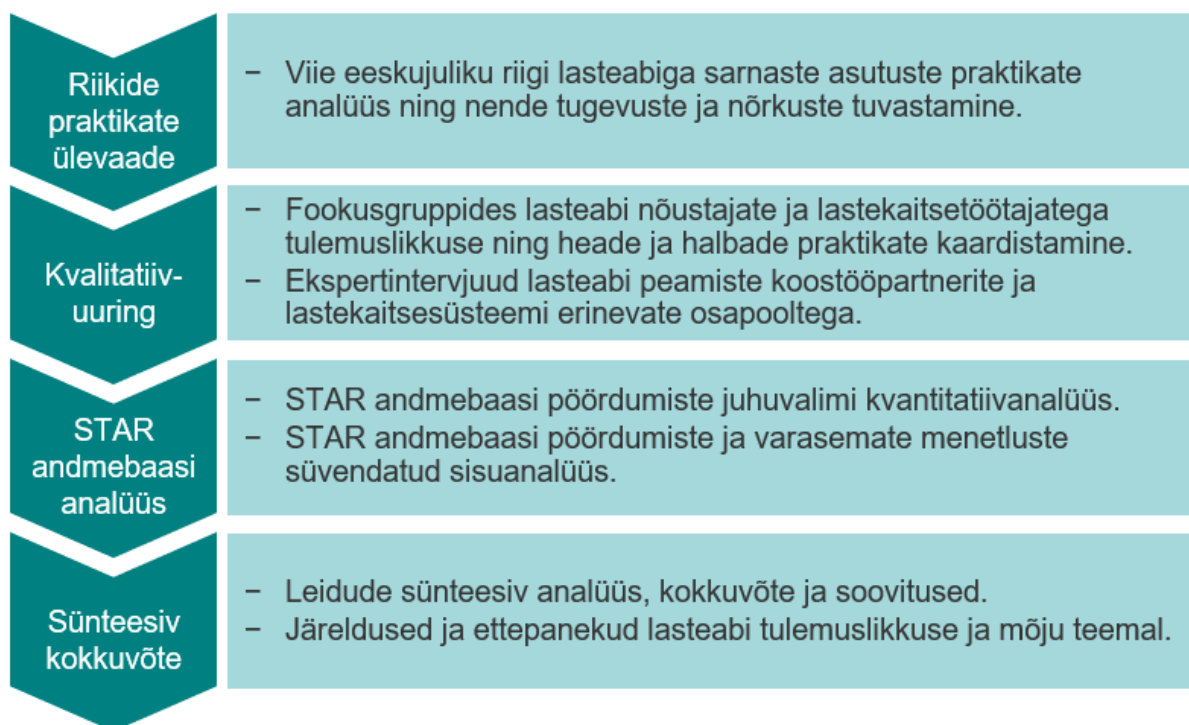 Riikide
praktikate
ülevaade
– Viie eeskujuliku riigi lasteabiga sarnaste asutuste praktikate
analüüs ning nende tugevuste ja nõrkuste tuvastamine.
Kvalitatiiv-
uuring
– Fookusgruppides lasteabi nõustajate ja lastekaitsetöötajatega
tulemuslikkuse ning heade ja halbade praktikate kaardistamine.
– Ekspertintervjuud lasteabi peamiste koostööpartnerite ja
lastekaitsesüsteemi erinevate osapooltega.
STAR
andmebaasi
analüüs
– STAR andmebaasi pöördumiste juhuvalimi kvantitatiivanalüüs.
– STAR andmebaasi pöördumiste ja varasemate menetluste
süvendatud sisuanalüüs.
Sünteesiv
kokkuvõte
– Leidude sünteesiv analüüs, kokkuvõte ja soovitused.
– Järeldused ja ettepanekud lasteabi tulemuslikkuse ja mõju teemal.